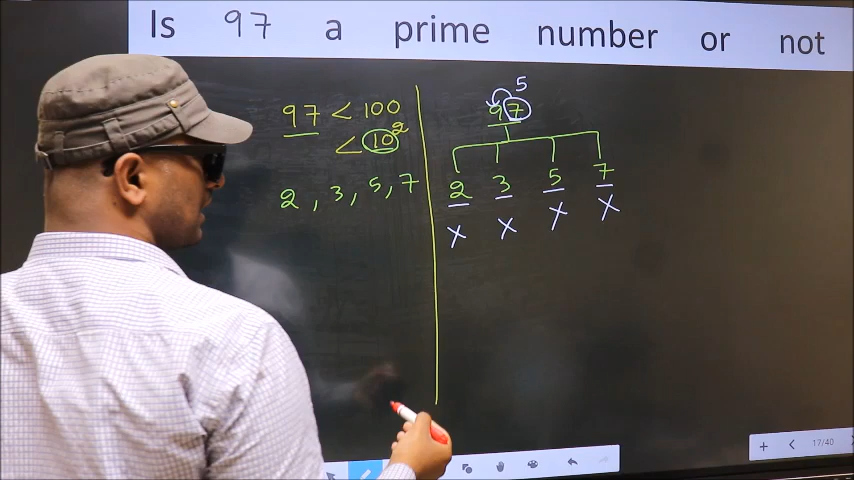 Is 97 a prime number or not
97 < 100
< 10²
2, 3, 5, 7
5
97
2 3 5 7
X X X X
17/40